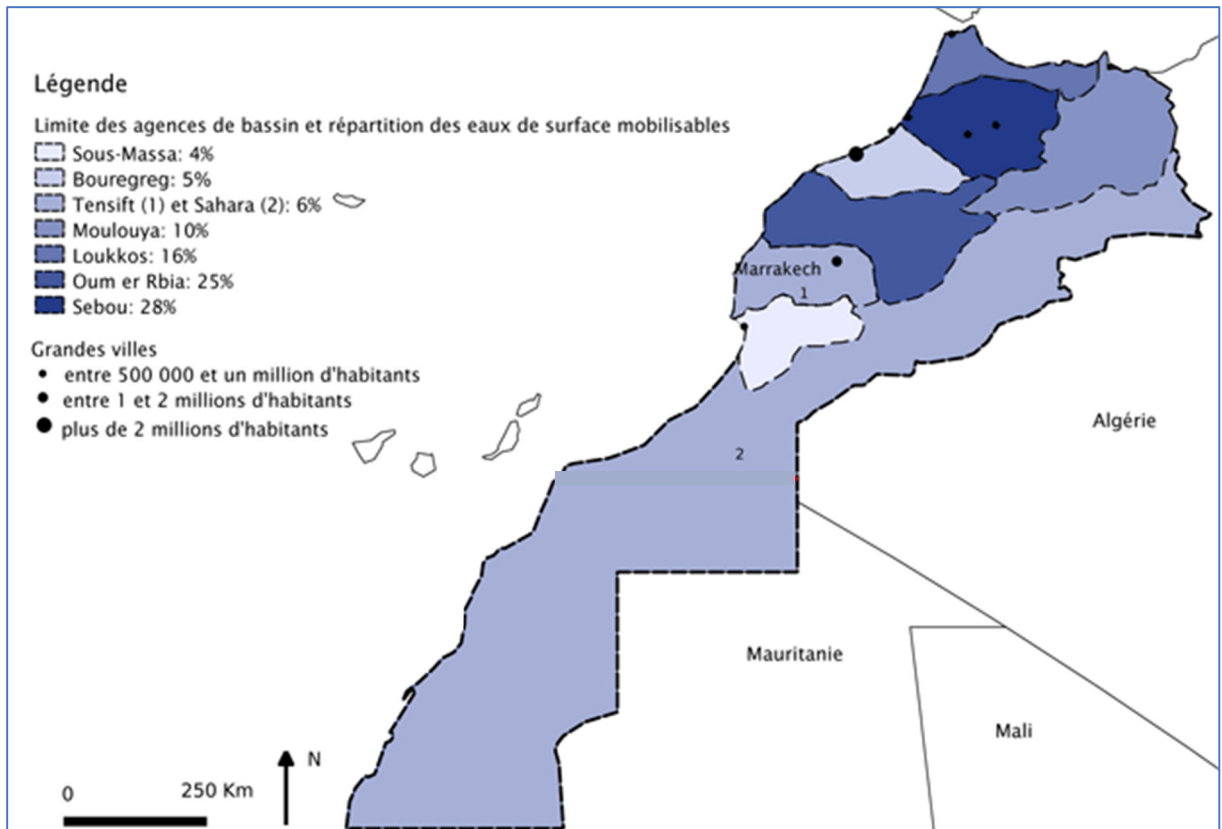 Légende
Limite des agences de bassin et répartition des eaux de surface mobilisables
Sous-Massa: 4%
Bouregreg: 5%
Tensift (1) et Sahara (2): 6%
Moulouya: 10%
Loukkos: 16%
Oum er Rbia: 25%
Sebou: 28%
Grandes villes
entre 500 000 et un million d'habitants
entre 1 et 2 millions d'habitants
plus de 2 millions d'habitants
Marrakech
1
2
Algérie
Mauritanie
Mali
N
0 250 Km